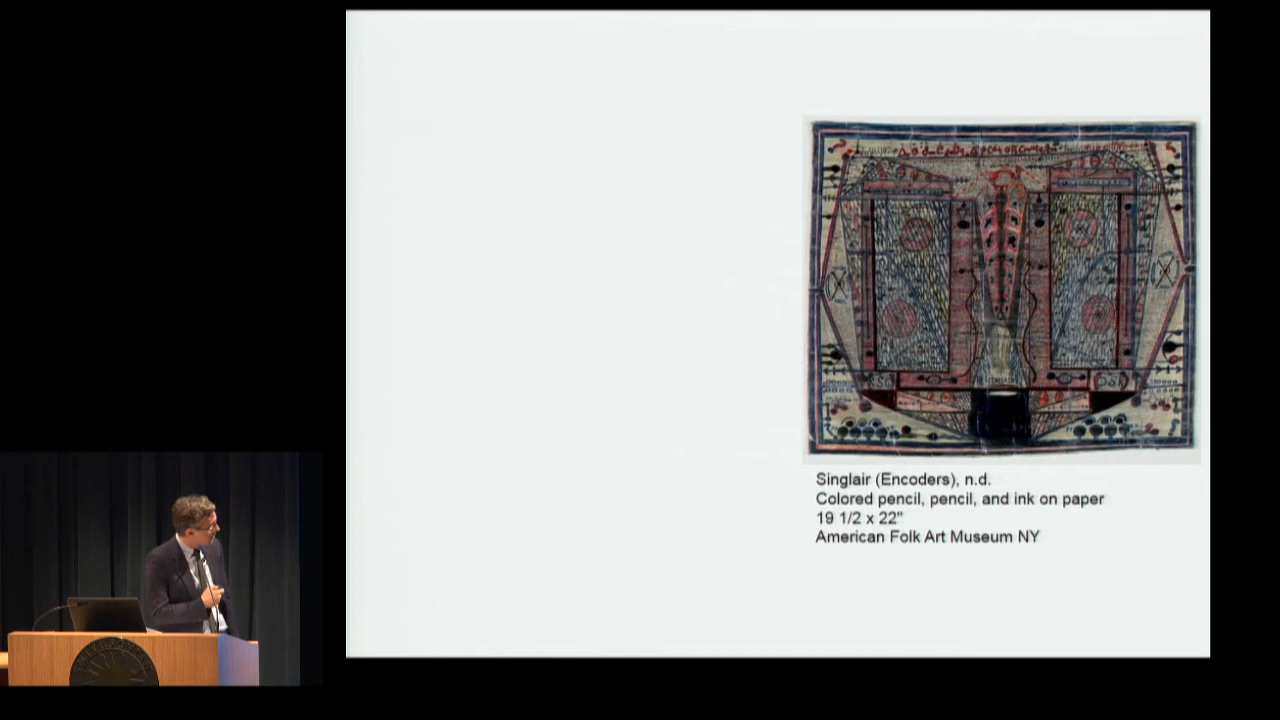 Singlair (Encoders), n.d.
Colored pencil, pencil, and ink on paper
19 1/2 x 22"
American Folk Art Museum NY